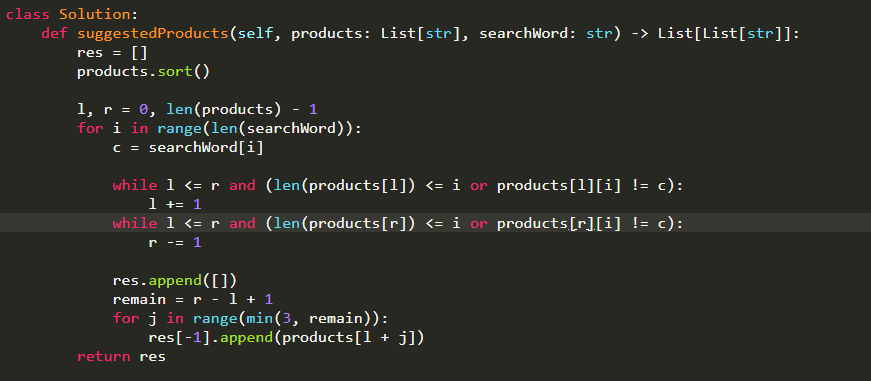 class Solution:
    def suggestedProducts(self, products: List[str], searchWord: str) -> List[List[str]]:
        res = []
        products.sort()

        l, r = 0, len(products) - 1
        for i in range(len(searchWord)):
            c = searchWord[i]

            while l <= r and (len(products[l]) <= i or products[l][i] != c):
                l += 1
            while l <= r and (len(products[r]) <= i or products[r][i] != c):
                r -= 1

            res.append([])
            remain = r - l + 1
            for j in range(min(3, remain)):
                res[-1].append(products[l + j])
        return res